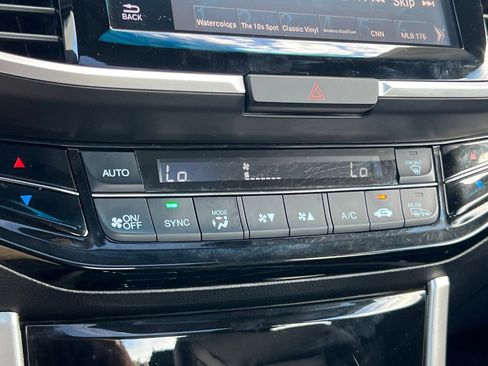 BACK
Skip
Watercolors The 10s Spot Classic Vinyl CNN MLB 176
AUTO Lo Lo FRONT
ON/OFF SYNC MODE A/C REAR